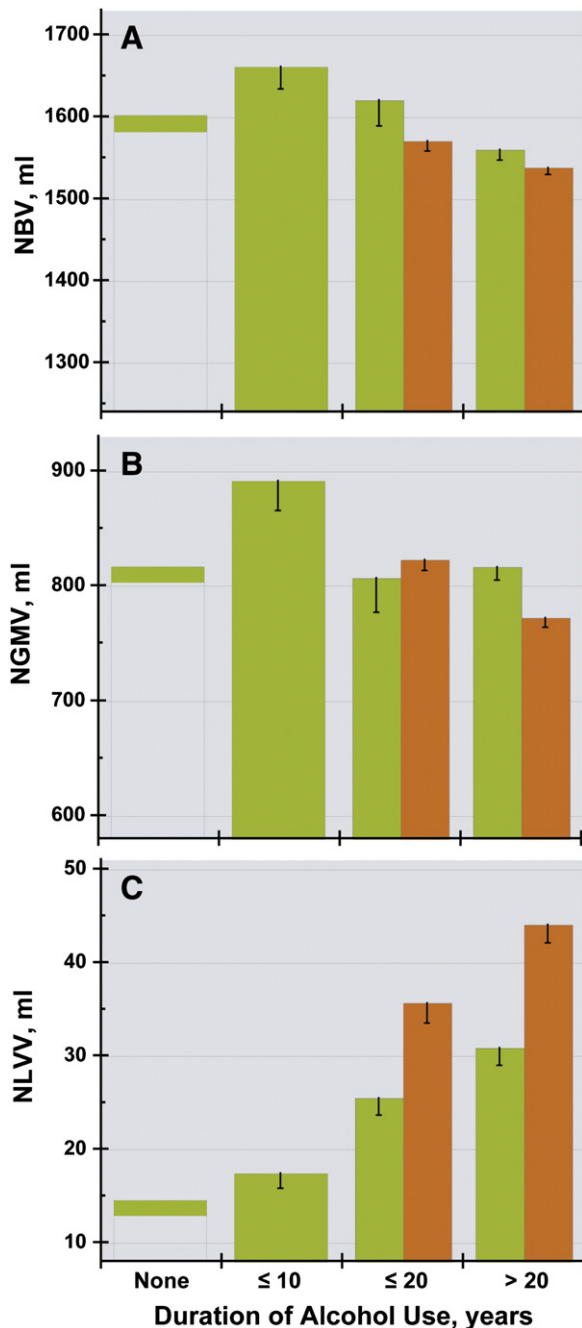 A
1700
1600
1500
1400
1300
NBV, ml
B
900
800
700
600
NGMV, ml
C
50
40
30
20
10
NLVV, ml
None ≤ 10 ≤ 20 > 20
Duration of Alcohol Use, years